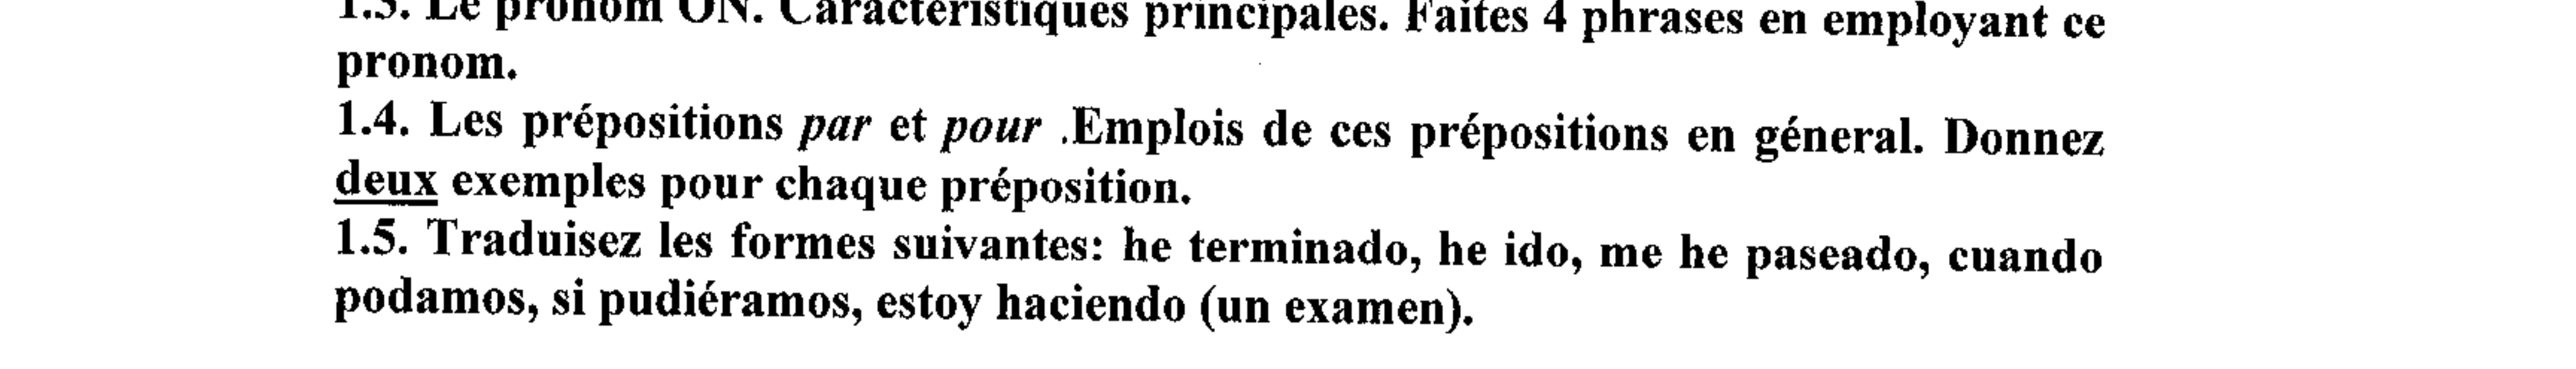 1.3. Le pronom ON. Caractéristiques principales. Faites 4 phrases en employant ce
pronom.
1.4. Les prépositions par et pour .Emplois de ces prépositions en géneral. Donnez
deux exemples pour chaque préposition.
1.5. Traduisez les formes suivantes: he terminado, he ido, me he paseado, cuando
podamos, si pudiéramos, estoy haciendo (un examen).